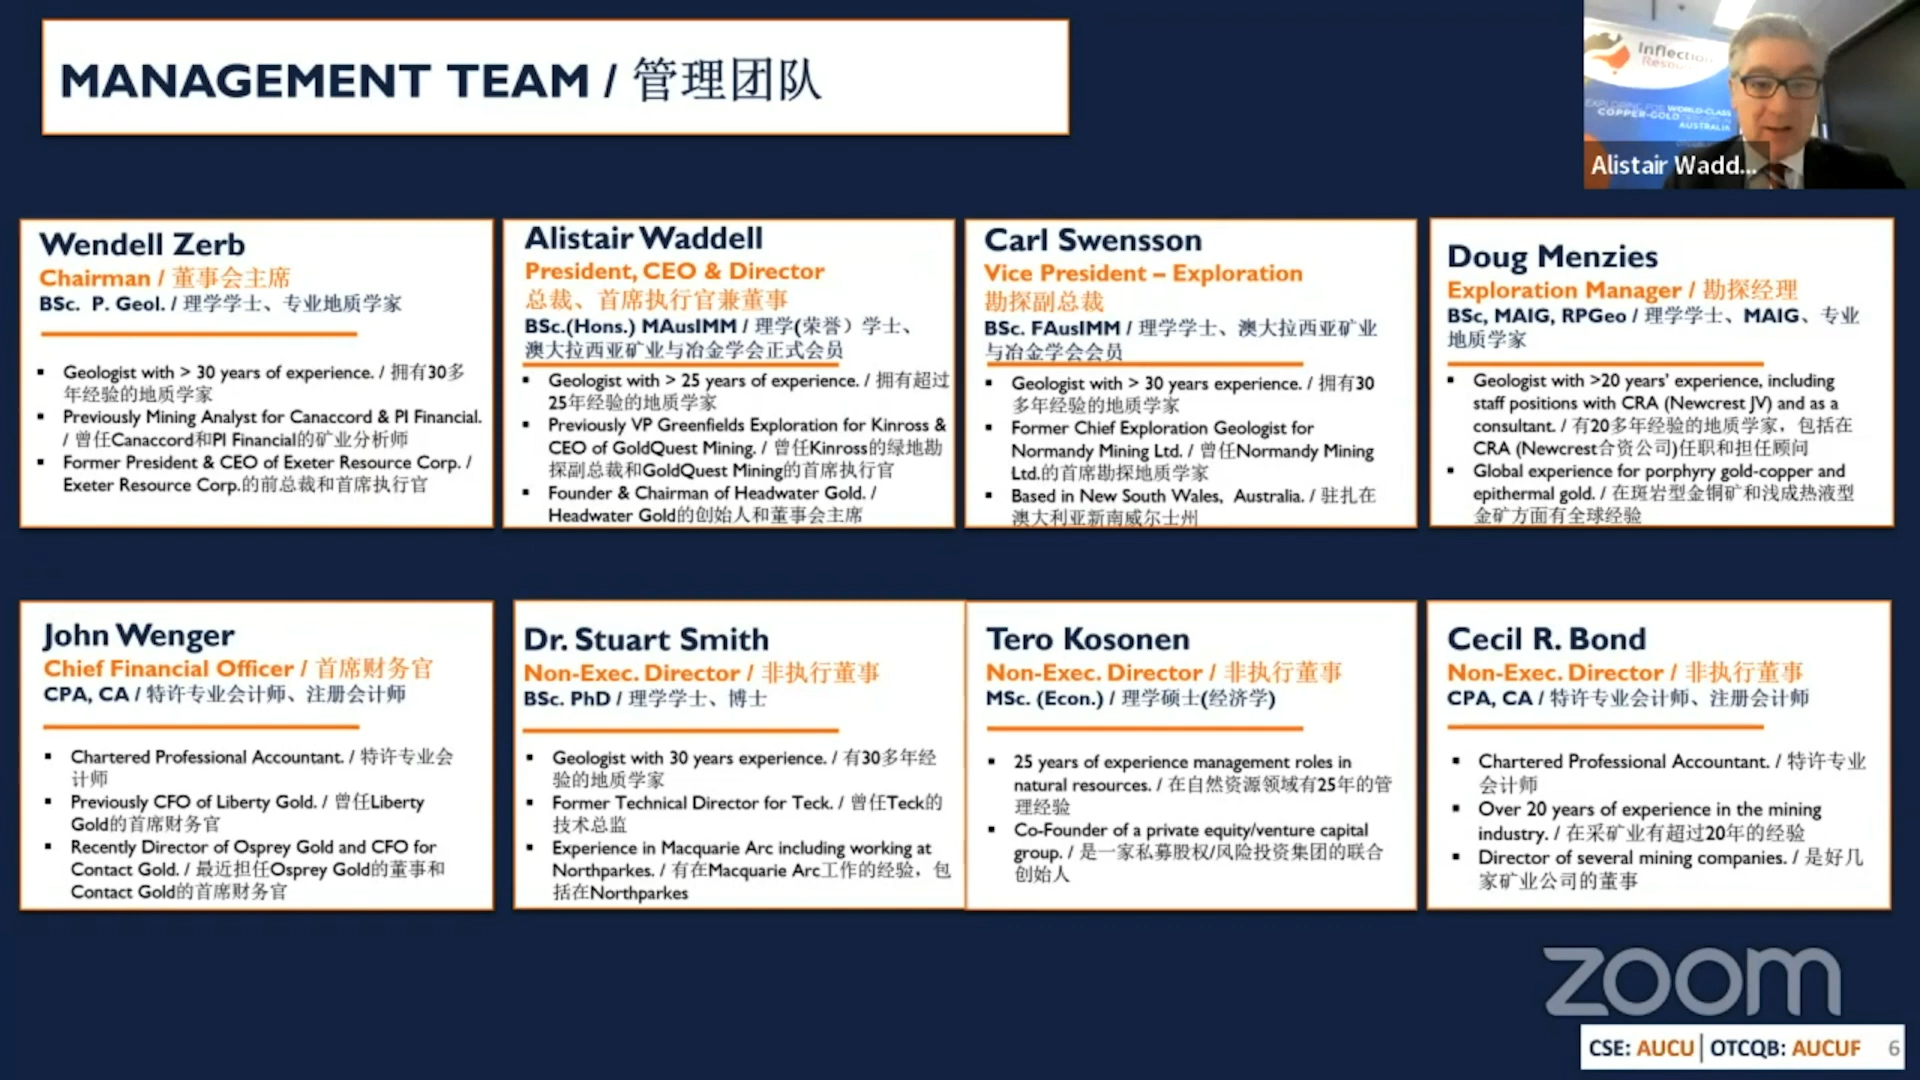 MANAGEMENT TEAM / 管理团队
Inflection
EXPLORING FOR WORLD-CLASS
COPPER-GOLD
AUSTRALIA
Alistair Wadd...
Wendell Zerb
Chairman / 董事会主席
BSc. P. Geol. / 理学学士、专业地质学家
▪ Geologist with > 30 years of experience. / 拥有30多
年经验的地质学家
▪ Previously Mining Analyst for Canaccord & PI Financial.
/ 曾任Canaccord和PI Financial的矿业分析师
▪ Former President & CEO of Exeter Resource Corp. /
Exeter Resource Corp.的前总裁和首席执行官
Alistair Waddell
President, CEO & Director
总裁、首席执行官兼董事
BSc.(Hons.) MAusIMM / 理学(荣誉）学士、
澳大拉西亚矿业与冶金学会正式会员
▪ Geologist with > 25 years of experience. / 拥有超过
25年经验的地质学家
▪ Previously VP Greenfields Exploration for Kinross &
CEO of GoldQuest Mining. / 曾任Kinross的绿地勘
探副总裁和GoldQuest Mining的首席执行官
▪ Founder & Chairman of Headwater Gold. /
Headwater Gold的创始人和董事会主席
Carl Swensson
Vice President – Exploration
勘探副总裁
BSc. FAusIMM / 理学学士、澳大拉西亚矿业
与冶金学会会员
▪ Geologist with > 30 years experience. / 拥有30
多年经验的地质学家
▪ Former Chief Exploration Geologist for
Normandy Mining Ltd. / 曾任Normandy Mining
Ltd.的首席勘探地质学家
▪ Based in New South Wales, Australia. / 驻扎在
澳大利亚新南威尔士州
Doug Menzies
Exploration Manager / 勘探经理
BSc, MAIG, RPGeo / 理学学士、MAIG、专业
地质学家
▪ Geologist with >20 years' experience, including
staff positions with CRA (Newcrest JV) and as a
consultant. / 有20多年经验的地质学家，包括在
CRA (Newcrest合资公司)任职和担任顾问
▪ Global experience for porphyry gold-copper and
epithermal gold. / 在斑岩型金铜矿和浅成热液型
金矿方面有全球经验
John Wenger
Chief Financial Officer / 首席财务官
CPA, CA / 特许专业会计师、注册会计师
▪ Chartered Professional Accountant. / 特许专业会
计师
▪ Previously CFO of Liberty Gold. / 曾任Liberty
Gold的首席财务官
▪ Recently Director of Osprey Gold and CFO for
Contact Gold. / 最近担任Osprey Gold的董事和
Contact Gold的首席财务官
Dr. Stuart Smith
Non-Exec. Director / 非执行董事
BSc. PhD / 理学学士、博士
▪ Geologist with 30 years experience. / 有30多年经
验的地质学家
▪ Former Technical Director for Teck. / 曾任Teck的
技术总监
▪ Experience in Macquarie Arc including working at
Northparkes. / 有在Macquarie Arc工作的经验，包
括在Northparkes
Tero Kosonen
Non-Exec. Director / 非执行董事
MSc. (Econ.) / 理学硕士(经济学)
▪ 25 years of experience management roles in
natural resources. / 在自然资源领域有25年的管
理经验
▪ Co-Founder of a private equity/venture capital
group. / 是一家私募股权/风险投资集团的联合
创始人
Cecil R. Bond
Non-Exec. Director / 非执行董事
CPA, CA / 特许专业会计师、注册会计师
▪ Chartered Professional Accountant. / 特许专业
会计师
▪ Over 20 years of experience in the mining
industry. / 在采矿业有超过20年的经验
▪ Director of several mining companies. / 是好几
家矿业公司的董事
zoom
CSE: AUCU | OTCQB: AUCUF 6